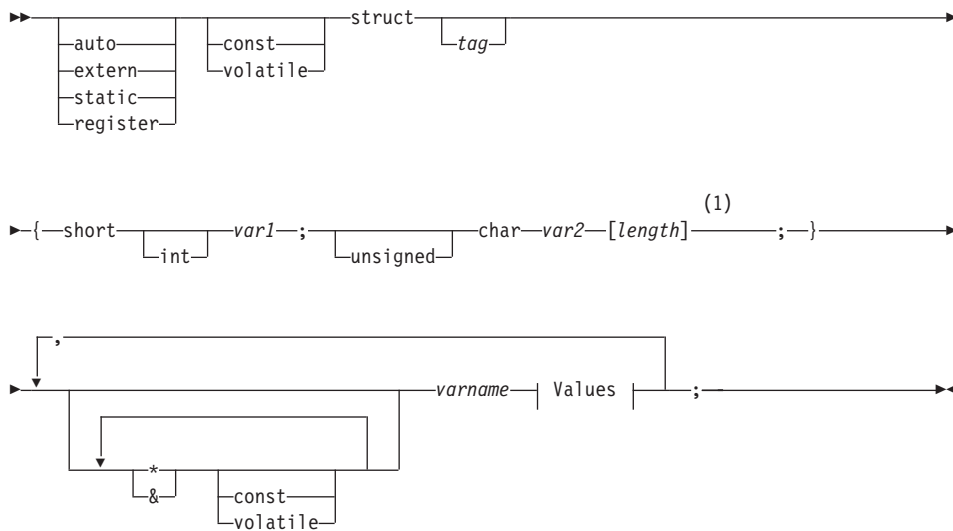 struct
auto const tag
extern volatile
static
register
(1)
{ short var1 ; char var2 [length] ; }
int unsigned
,
varname Values ;
*
& const
volatile